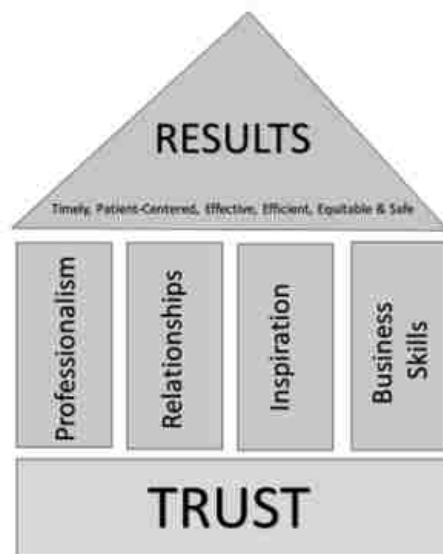 RESULTS
Timely, Patient-Centered, Effective, Efficient, Equitable & Safe
Professionalism
Relationships
Inspiration
Business
Skills
TRUST